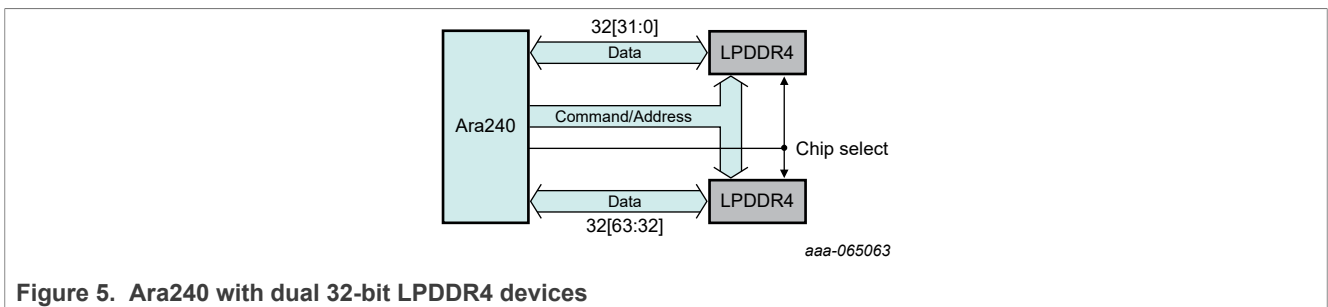 32[31:0]
Data
LPDDR4
Ara240
Command/Address
Chip select
Data
LPDDR4
32[63:32]
aaa-065063
Figure 5. Ara240 with dual 32-bit LPDDR4 devices